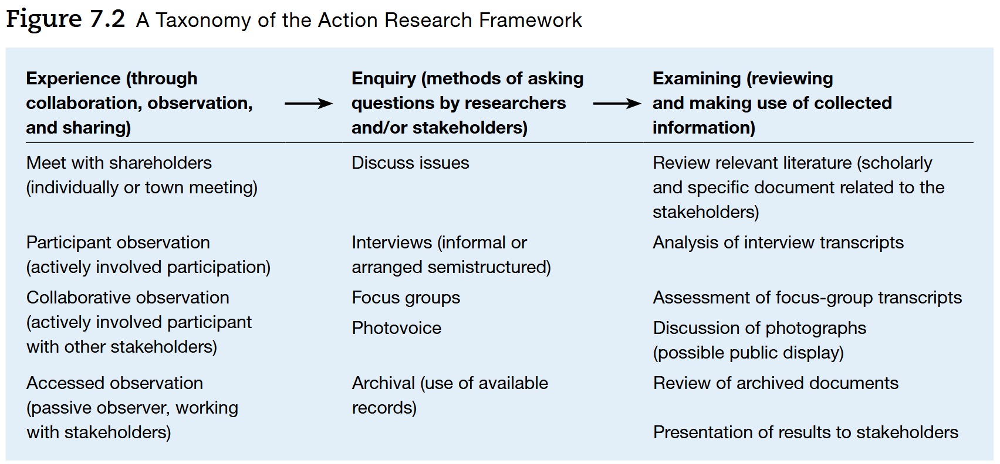 Figure 7.2 A Taxonomy of the Action Research Framework
Experience (through
collaboration, observation,
and sharing)
Enquiry (methods of asking
questions by researchers
and/or stakeholders)
Examining (reviewing
and making use of collected
information)
Meet with shareholders
(individually or town meeting)
Discuss issues
Review relevant literature (scholarly
and specific document related to the
stakeholders)
Participant observation
(actively involved participation)
Interviews (informal or
arranged semistructured)
Analysis of interview transcripts
Collaborative observation
(actively involved participant
with other stakeholders)
Focus groups
Photovoice
Assessment of focus-group transcripts
Discussion of photographs
(possible public display)
Accessed observation
(passive observer, working
with stakeholders)
Archival (use of available
records)
Review of archived documents
Presentation of results to stakeholders